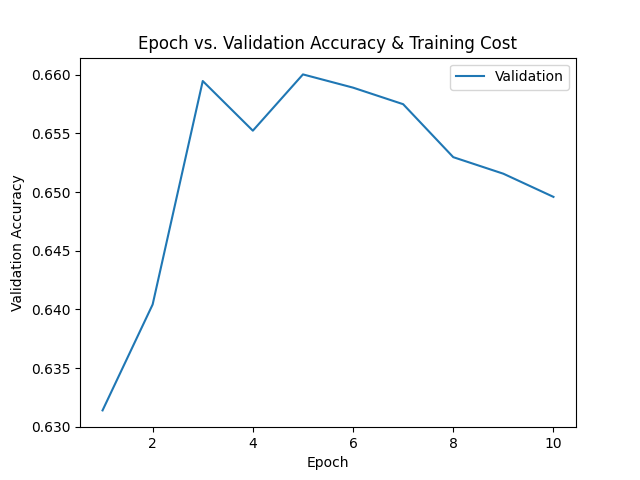 Epoch vs. Validation Accuracy & Training Cost
Validation
0.660
0.655
0.650
0.645
0.640
0.635
0.630
Validation Accuracy
2 4 6 8 10
Epoch